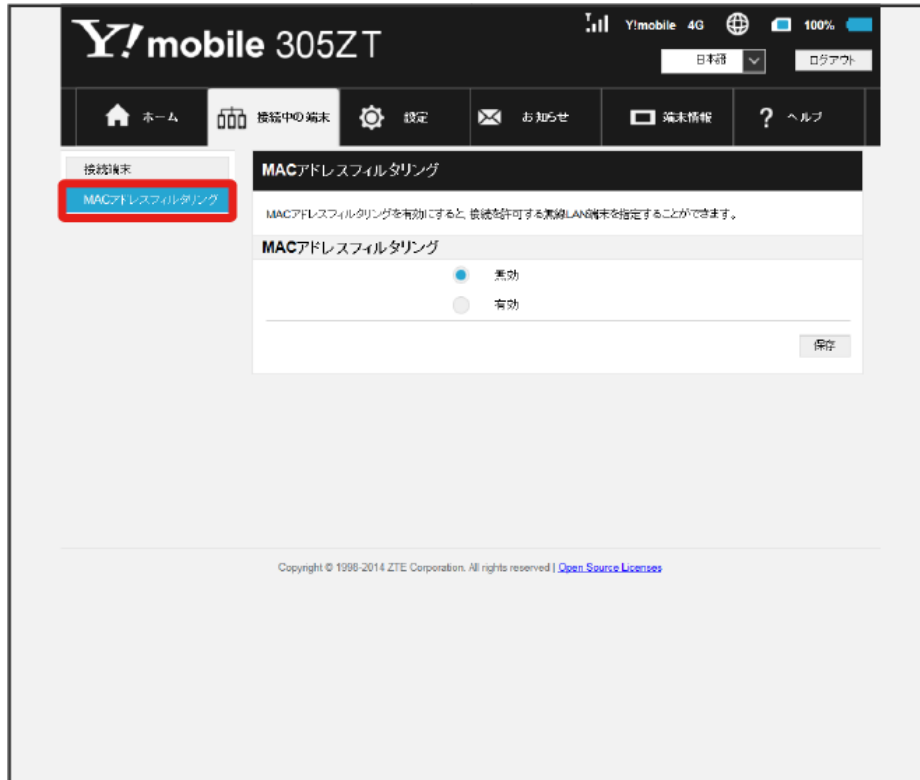 Y! mobile 305ZT
Y!mobile 4G 100%
日本語 ログアウト
ホーム 接続中の端末 設定 お知らせ 端末情報 ? ヘルプ
接続端末
MACアドレスフィルタリング
MACアドレスフィルタリング
MACアドレスフィルタリングを有効にすると、接続を許可する無線LAN端末を指定することができます。
MACアドレスフィルタリング
無効
有効
保存
Copyright © 1998-2014 ZTE Corporation. All rights reserved | Open Source Licenses